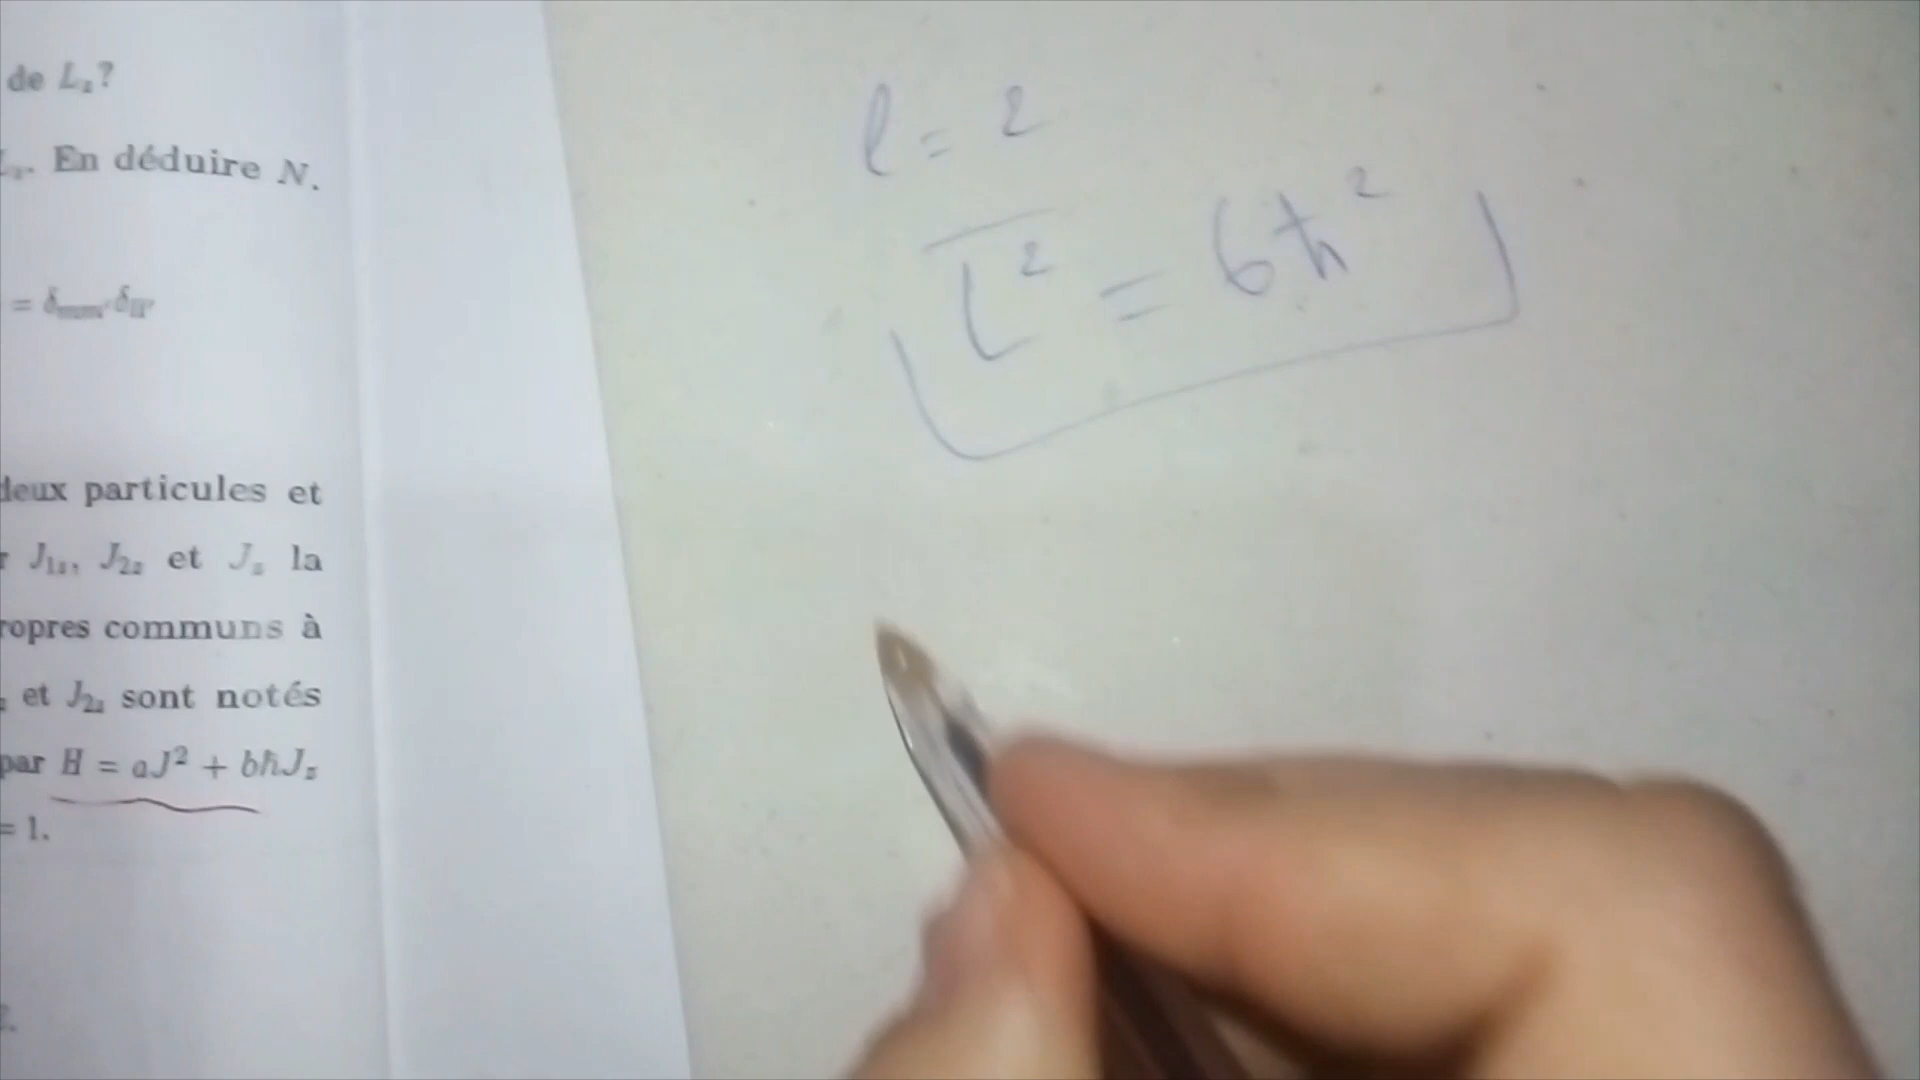 de L_z?
En déduire N.
= δ_mm' δ_ll'
deux particules et
J_1z, J_2z et J_z la
ropres communs à
et J_2z sont notés
par H = aJ² + bħJ_z
= 1.
l = 2
L² = 6ħ²